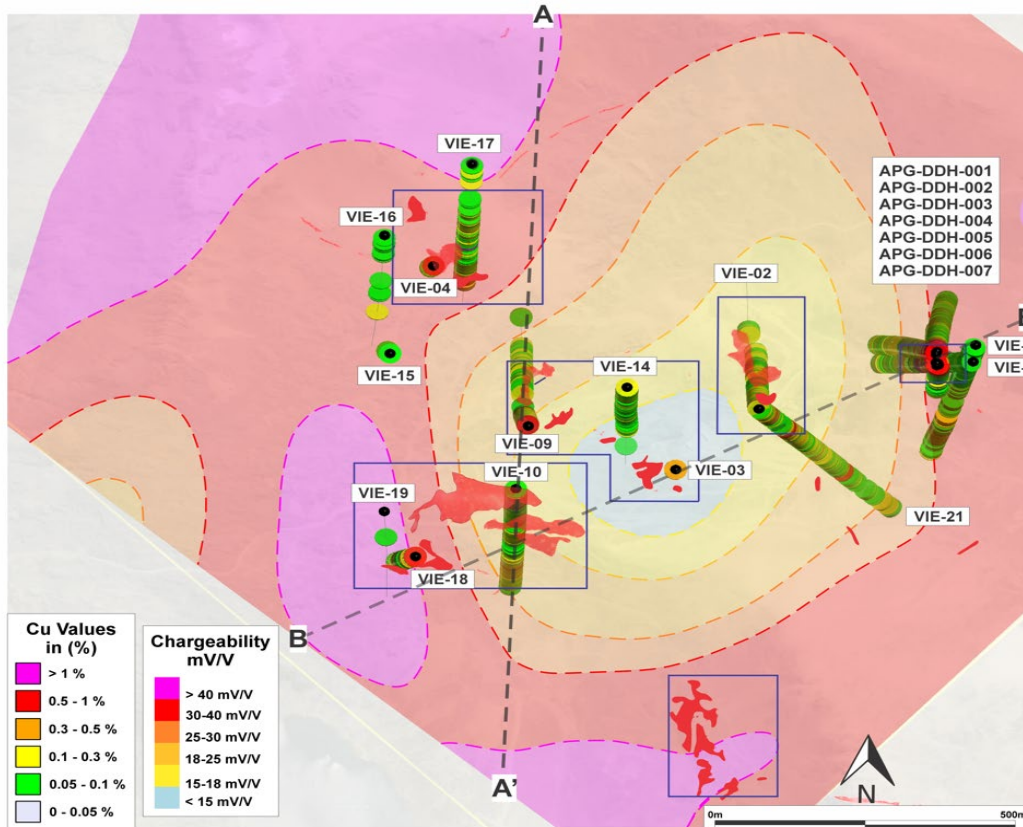 A
VIE-17
APG-DDH-001
APG-DDH-002
APG-DDH-003
APG-DDH-004
APG-DDH-005
APG-DDH-006
APG-DDH-007
VIE-16
VIE-04
VIE-02
VIE-
VIE-
VIE-15
VIE-14
VIE-09
VIE-03
VIE-10
VIE-19
VIE-21
VIE-18
B
Cu Values
in (%)
> 1 %
0.5 - 1 %
0.3 - 0.5 %
0.1 - 0.3 %
0.05 - 0.1 %
0 - 0.05 %
Chargeability
mV/V
> 40 mV/V
30-40 mV/V
25-30 mV/V
18-25 mV/V
15-18 mV/V
< 15 mV/V
A'
N
0m 500m